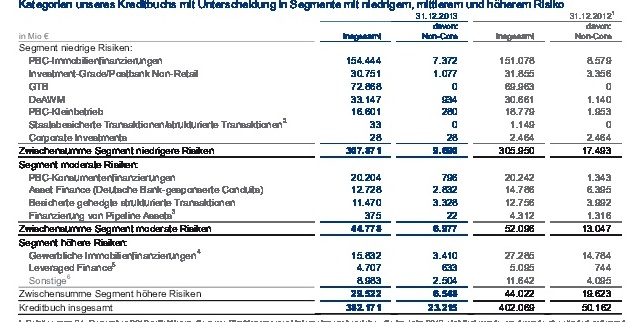 Kategorien unseres Kreditbuchs mit Unterscheidung in Segmente mit niedrigem, mittlerem und höherem Risiko
31.12.2013 31.12.2012¹
davon: davon:
in Mio € Insgesamt Non-Core Insgesamt Non-Core
Segment niedrige Risiken:
PBC-Immobilienfinanzierungen 154.444 7.372 151.078 8.579
Investment-Grade/Postbank Non-Retail 30.751 1.077 31.855 3.356
GTB 72.868 0 69.963 0
DeAWM 33.147 934 30.661 1.140
PBC-Kleinbetrieb 16.601 280 18.779 1.953
Staatsbesicherte Transaktionen/strukturierte Transaktionen² 33 0 1.149 0
Corporate Investments 28 28 2.464 2.464
Zwischensumme Segment niedrigere Risiken 307.871 9.690 305.950 17.493
Segment moderate Risiken:
PBC-Konsumentenfinanzierungen 20.204 796 20.242 1.343
Asset Finance (Deutsche Bank-gesponserte Conduits) 12.728 2.832 14.786 6.395
Besicherte gehedgte strukturierte Transaktionen 11.470 3.328 12.756 3.992
Finanzierung von Pipeline Assets³ 375 22 4.312 1.316
Zwischensumme Segment moderate Risiken 44.778 6.977 52.096 13.047
Segment höhere Risiken:
Gewerbliche Immobilienfinanzierungen⁴ 15.832 3.410 27.285 14.784
Leveraged Finance⁵ 4.707 633 5.095 744
Sonstige⁶ 8.983 2.504 11.642 4.095
Zwischensumme Segment höhere Risiken 29.522 6.548 44.022 19.623
Kreditbuch insgesamt 382.171 23.215 402.069 50.162